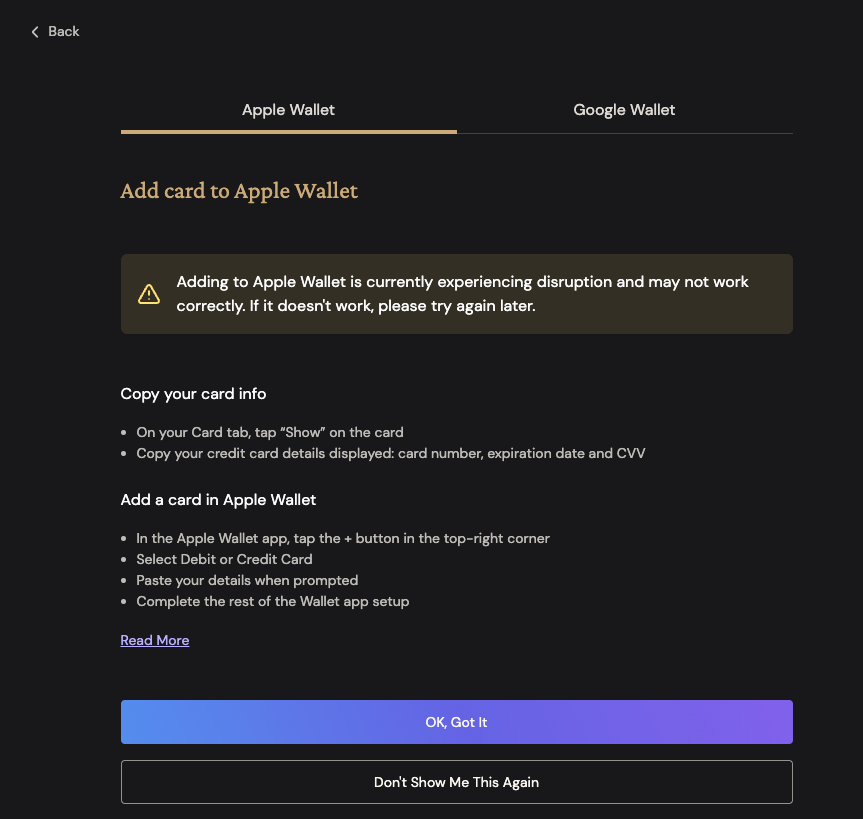 Back
Apple Wallet
Google Wallet
Add card to Apple Wallet
Adding to Apple Wallet is currently experiencing disruption and may not work
correctly. If it doesn't work, please try again later.
Copy your card info
• On your Card tab, tap “Show” on the card
• Copy your credit card details displayed: card number, expiration date and CVV
Add a card in Apple Wallet
• In the Apple Wallet app, tap the + button in the top-right corner
• Select Debit or Credit Card
• Paste your details when prompted
• Complete the rest of the Wallet app setup
Read More
OK, Got It
Don't Show Me This Again